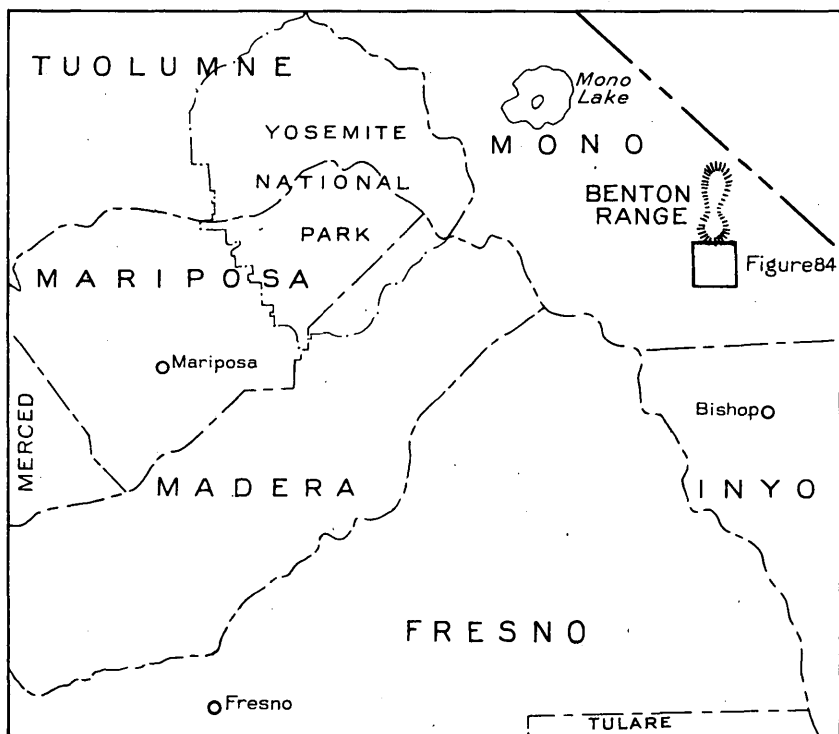 TUOLUMNE
Mono
Lake
YOSEMITE
MONO
NATIONAL
BENTON
RANGE
PARK
Figure84
MARIPOSA
Mariposa
MERCED
Bishop
MADERA
INYO
FRESNO
Fresno
TULARE